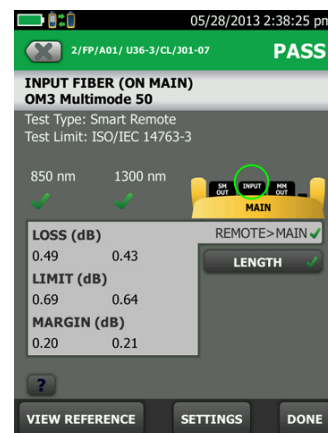 05/28/2013 2:38:25 pm
2/FP/A01/ U36-3/CL/J01-07 PASS
INPUT FIBER (ON MAIN)
OM3 Multimode 50
Test Type: Smart Remote
Test Limit: ISO/IEC 14763-3
850 nm 1300 nm
SM OUT INPUT MM OUT
MAIN
LOSS (dB) REMOTE>MAIN
0.49 0.43
LENGTH
LIMIT (dB)
0.69 0.64
MARGIN (dB)
0.20 0.21
?
VIEW REFERENCE SETTINGS DONE